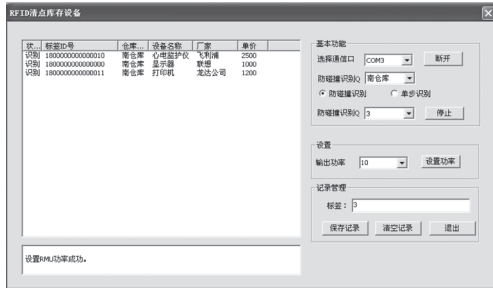 RFID清点库存设备
状... 标签ID号 仓库... 设备名称 厂家 单价
识别 1800000000000010 南仓库 心电监护仪 飞利浦 2500
识别 1800000000000000 南仓库 显示器 联想 1000
识别 1800000000000011 南仓库 打印机 龙达公司 1200
设置RMU功率成功。
基本功能
选择通信口 COM3 断开
防碰撞识别Q 南仓库
防碰撞识别 单步识别
防碰撞识别Q 3 停止
设置
输出功率 10 设置功率
记录管理
标签： 3
保存记录 清空记录 退出